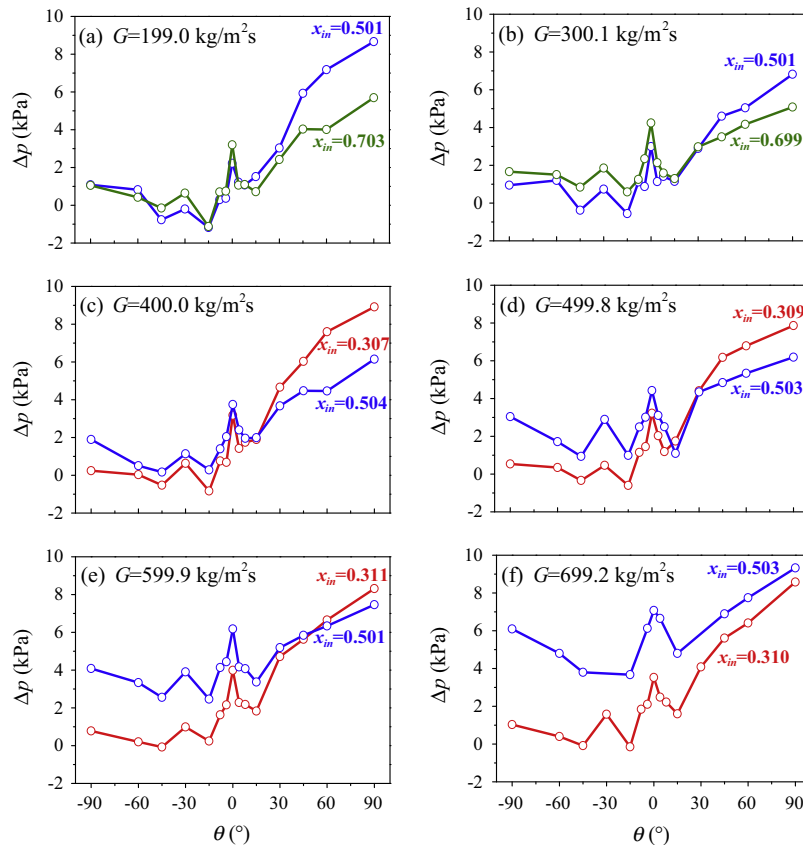 (a) G=199.0 kg/m²s
x_in=0.501
x_in=0.703
Δp (kPa)
10
8
6
4
2
0
-2
(b) G=300.1 kg/m²s
x_in=0.501
x_in=0.699
Δp (kPa)
10
8
6
4
2
0
-2
(c) G=400.0 kg/m²s
x_in=0.307
x_in=0.504
Δp (kPa)
10
8
6
4
2
0
-2
(d) G=499.8 kg/m²s
x_in=0.309
x_in=0.503
Δp (kPa)
10
8
6
4
2
0
-2
(e) G=599.9 kg/m²s
x_in=0.311
x_in=0.501
Δp (kPa)
10
8
6
4
2
0
-2
-90 -60 -30 0 30 60 90
θ (°)
(f) G=699.2 kg/m²s
x_in=0.503
x_in=0.310
Δp (kPa)
10
8
6
4
2
0
-2
-90 -60 -30 0 30 60 90
θ (°)